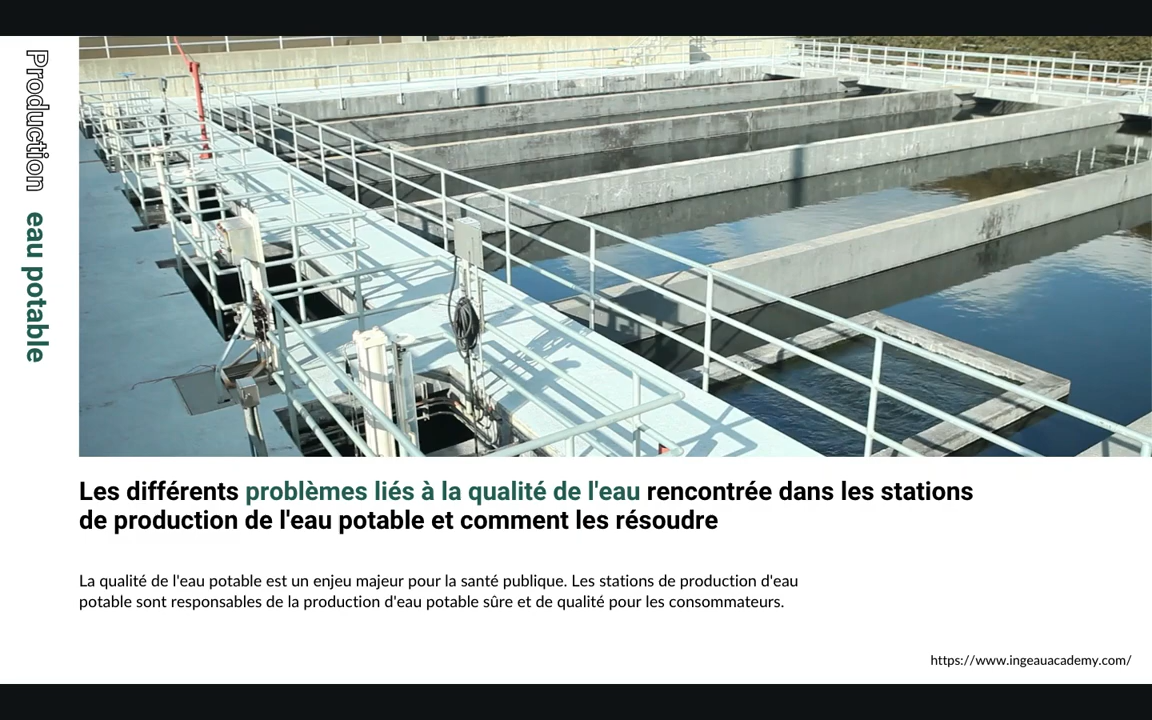 Production eau potable
Les différents problèmes liés à la qualité de l'eau rencontrée dans les stations
de production de l'eau potable et comment les résoudre
La qualité de l'eau potable est un enjeu majeur pour la santé publique. Les stations de production d'eau
potable sont responsables de la production d'eau potable sûre et de qualité pour les consommateurs.
https://www.ingeauacademy.com/